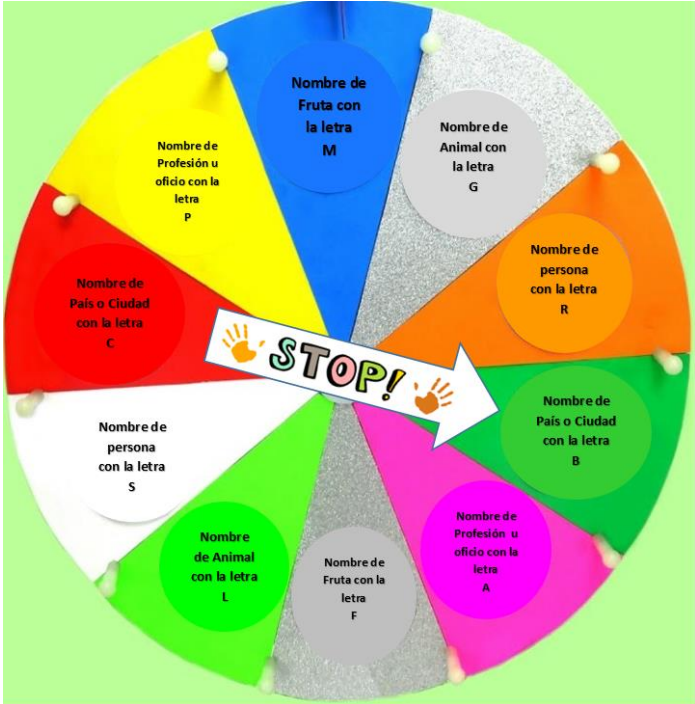 Nombre de
Fruta con
la letra
M
Nombre de
Animal con
la letra
G
Nombre de
persona
con la letra
R
Nombre de
País o Ciudad
con la letra
B
Nombre de
Profesión u
oficio con la
letra
A
Nombre de
Fruta con la
letra
F
Nombre
de Animal
con la letra
L
Nombre de
persona
con la letra
S
Nombre de
País o Ciudad
con la letra
C
Nombre de
Profesión u
oficio con la
letra
P
STOP!